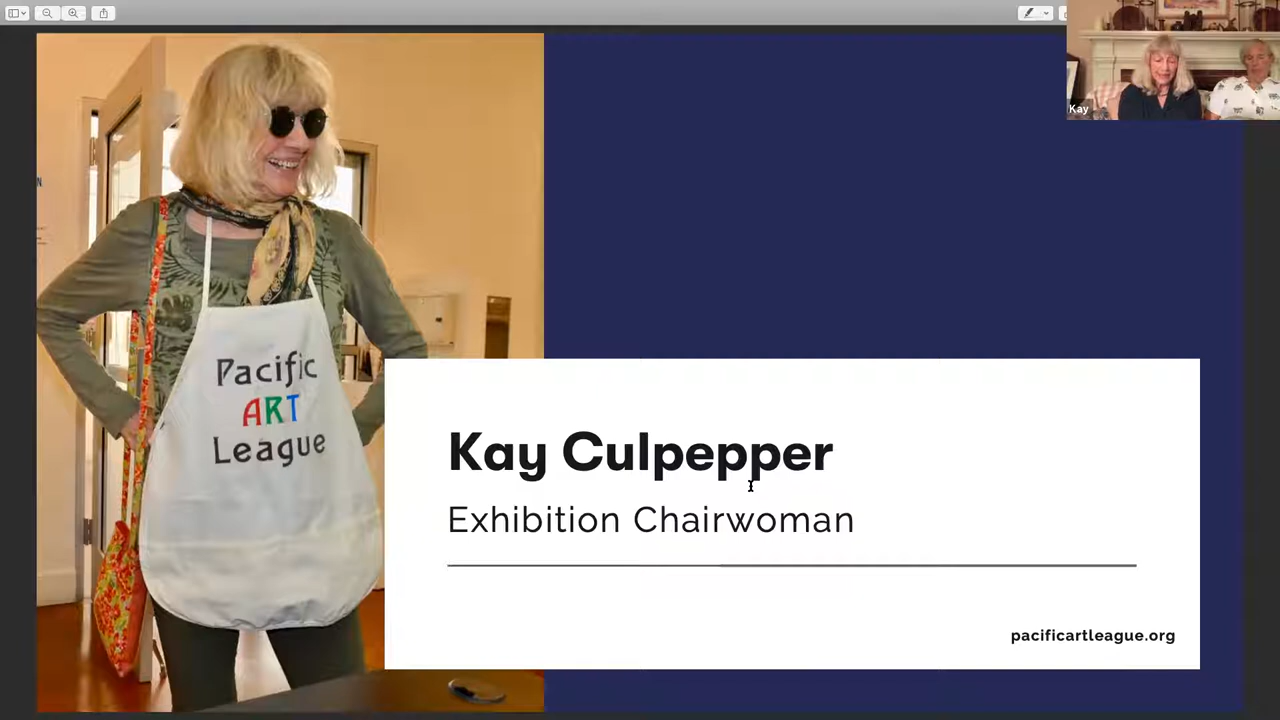 Kay
Pacific
ART
League
Kay Culpepper
Exhibition Chairwoman
pacificartleague.org